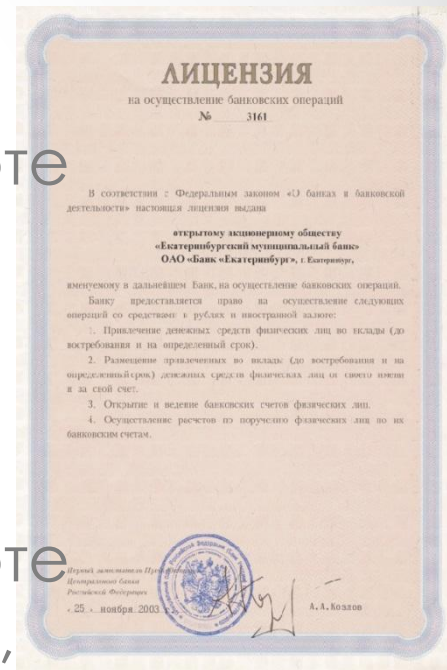 ЛИЦЕНЗИЯ
на осуществление банковских операций
№ 3161
оте
В соответствии с Федеральным законом «О банках и банковской
деятельности» настоящая лицензия выдана
открытому акционерному обществу
«Екатеринбургский муниципальный банк»
ОАО «Банк «Екатеринбург», г. Екатеринбург,
именуемому в дальнейшем Банк, на осуществление банковских операций.
Банку предоставляется право на осуществление следующих
операций со средствами в рублях и иностранной валюте:
1. Привлечение денежных средств физических лиц во вклады (до
востребования и на определенный срок).
2. Размещение привлеченных во вклады (до востребования и на
определенный срок) денежных средств физических лиц от своего имени
и за свой счет.
3. Открытие и ведение банковских счетов физических лиц.
4. Осуществление расчетов по поручению физических лиц по их
банковским счетам.
оте
Первый заместитель
Центрального банка
Российской Федерации
„ 25 „ ноября 2003 г.
А.А.Козлов
,